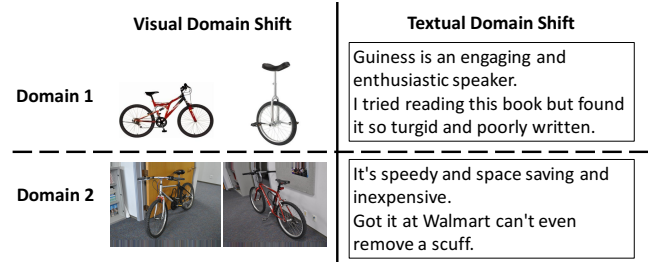 Visual Domain Shift
Textual Domain Shift
Domain 1
Guiness is an engaging and
enthusiastic speaker.
I tried reading this book but found
it so turgid and poorly written.
Domain 2
It's speedy and space saving and
inexpensive.
Got it at Walmart can't even
remove a scuff.